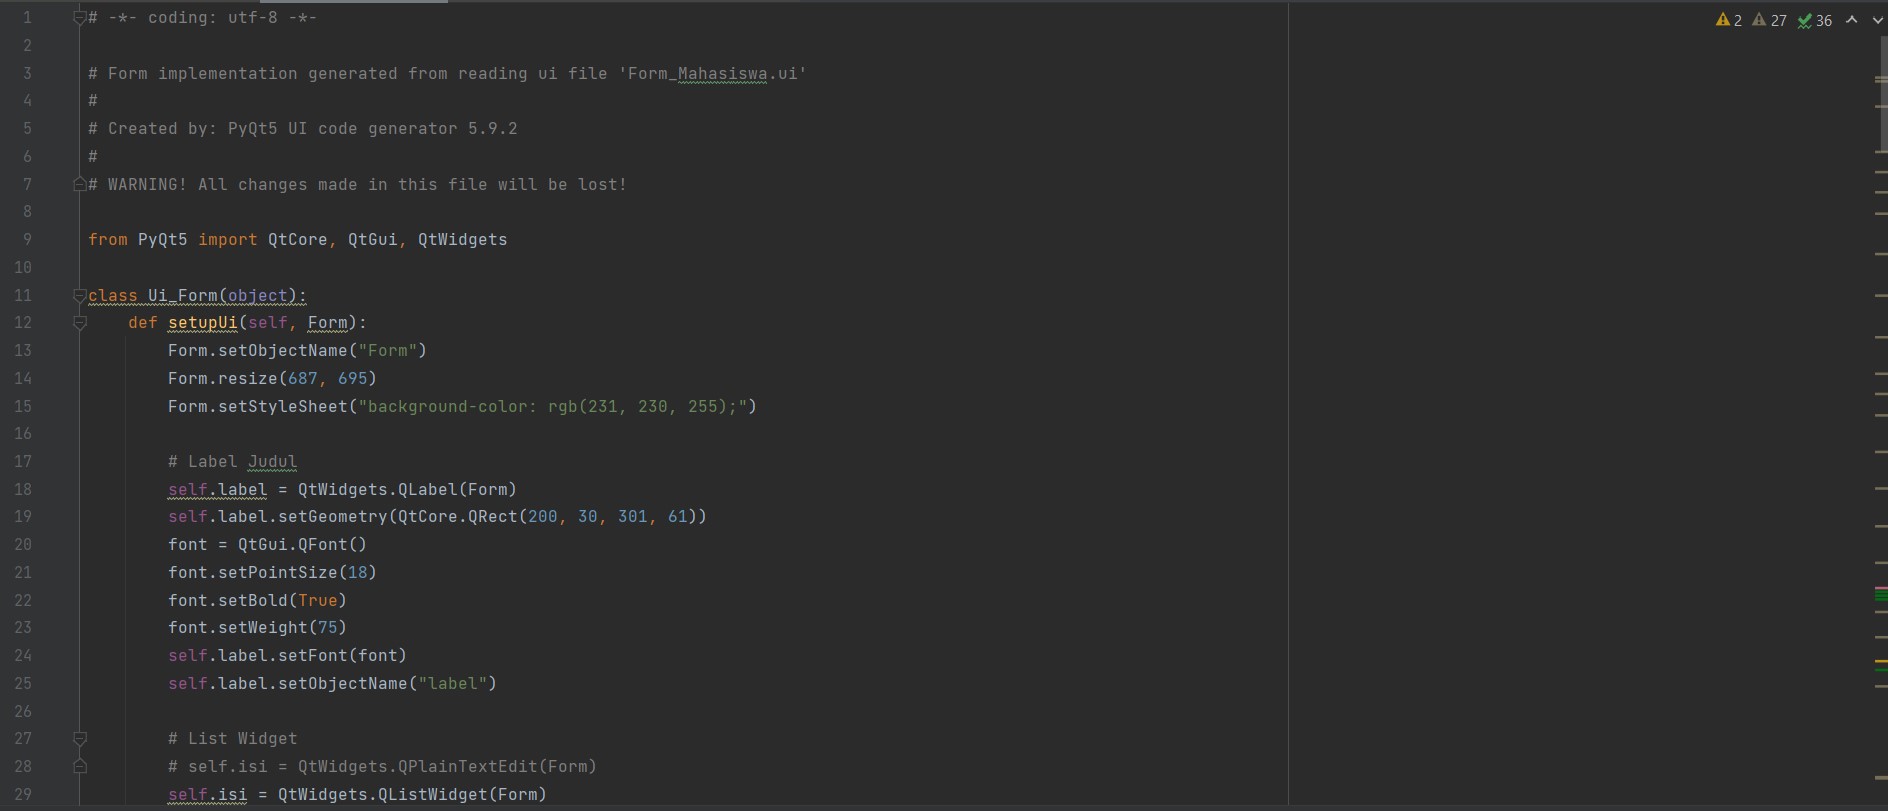 2 27 36
1 # -*- coding: utf-8 -*-
2
3 # Form implementation generated from reading ui file 'Form_Mahasiswa.ui'
4 #
5 # Created by: PyQt5 UI code generator 5.9.2
6 #
7 # WARNING! All changes made in this file will be lost!
8
9 from PyQt5 import QtCore, QtGui, QtWidgets
10
11 class Ui_Form(object):
12     def setupUi(self, Form):
13         Form.setObjectName("Form")
14         Form.resize(687, 695)
15         Form.setStyleSheet("background-color: rgb(231, 230, 255);")
16
17         # Label Judul
18         self.label = QtWidgets.QLabel(Form)
19         self.label.setGeometry(QtCore.QRect(200, 30, 301, 61))
20         font = QtGui.QFont()
21         font.setPointSize(18)
22         font.setBold(True)
23         font.setWeight(75)
24         self.label.setFont(font)
25         self.label.setObjectName("label")
26
27         # List Widget
28         # self.isi = QtWidgets.QPlainTextEdit(Form)
29         self.isi = QtWidgets.QListWidget(Form)